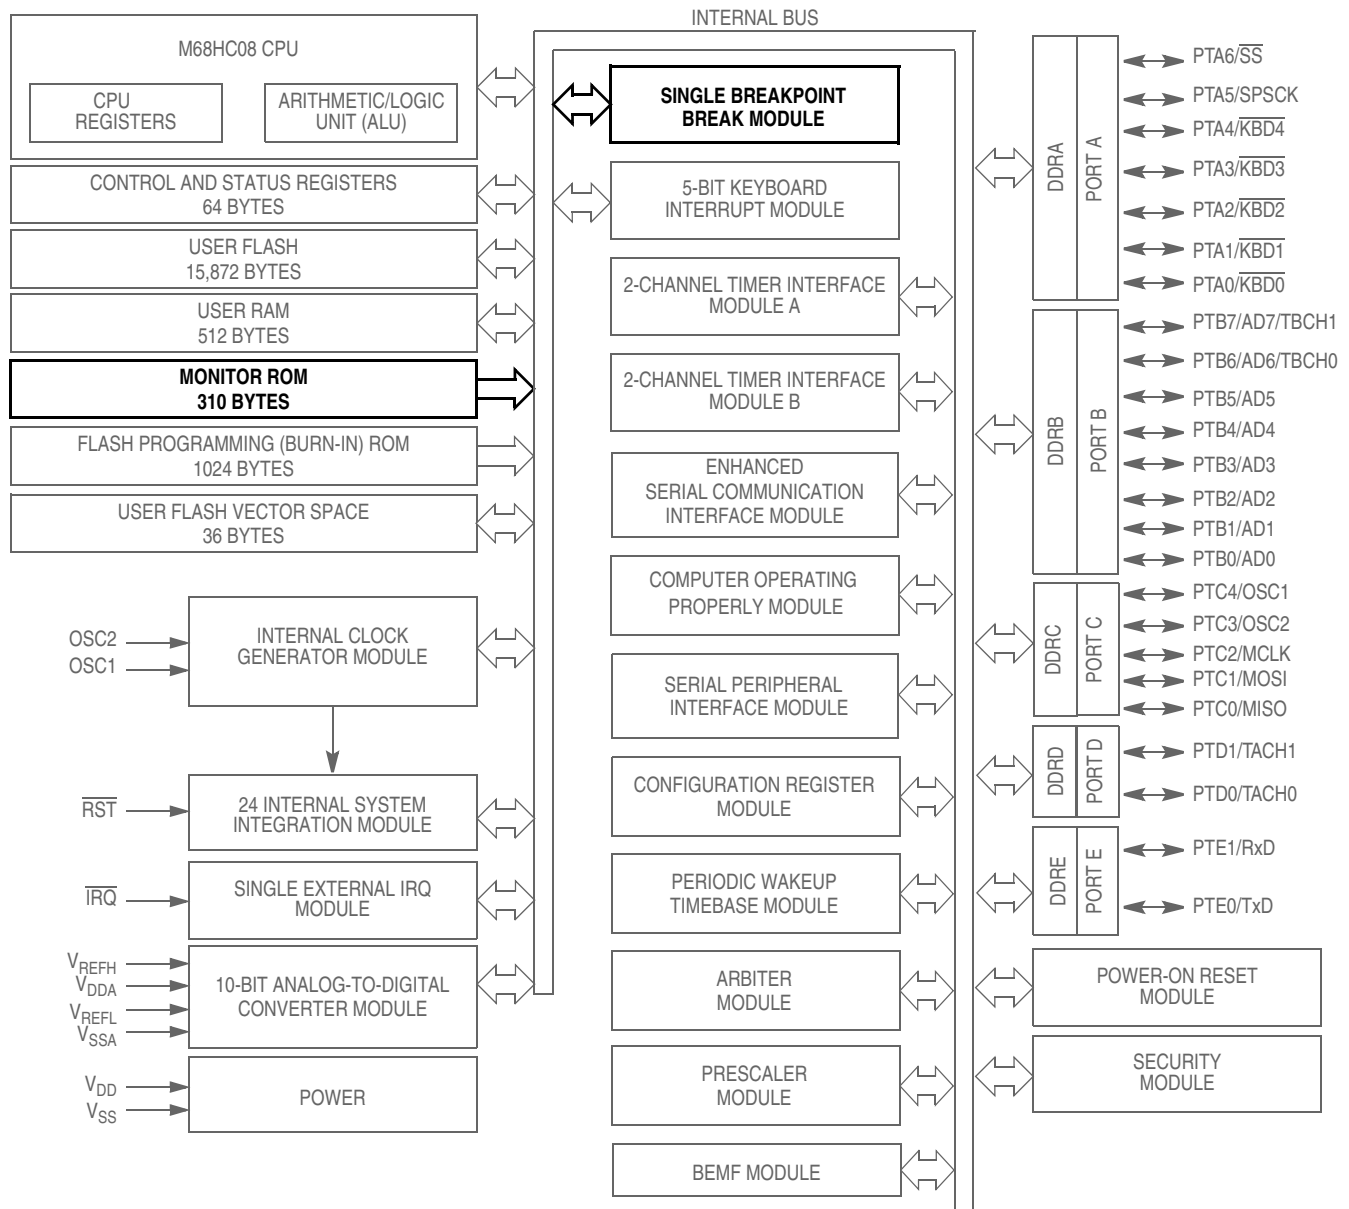 INTERNAL BUS
M68HC08 CPU
CPU
REGISTERS
ARITHMETIC/LOGIC
UNIT (ALU)
CONTROL AND STATUS REGISTERS
64 BYTES
USER FLASH
15,872 BYTES
USER RAM
512 BYTES
MONITOR ROM
310 BYTES
FLASH PROGRAMMING (BURN-IN) ROM
1024 BYTES
USER FLASH VECTOR SPACE
36 BYTES
OSC2
OSC1
INTERNAL CLOCK
GENERATOR MODULE
RST
24 INTERNAL SYSTEM
INTEGRATION MODULE
IRQ
SINGLE EXTERNAL IRQ
MODULE
VREFH
VDDA
VREFL
VSSA
10-BIT ANALOG-TO-DIGITAL
CONVERTER MODULE
VDD
VSS
POWER
SINGLE BREAKPOINT
BREAK MODULE
5-BIT KEYBOARD
INTERRUPT MODULE
2-CHANNEL TIMER INTERFACE
MODULE A
2-CHANNEL TIMER INTERFACE
MODULE B
ENHANCED
SERIAL COMMUNICATION
INTERFACE MODULE
COMPUTER OPERATING
PROPERLY MODULE
SERIAL PERIPHERAL
INTERFACE MODULE
CONFIGURATION REGISTER
MODULE
PERIODIC WAKEUP
TIMEBASE MODULE
ARBITER
MODULE
PRESCALER
MODULE
BEMF MODULE
DDRA
PORT A
PTA6/SS
PTA5/SPSCK
PTA4/KBD4
PTA3/KBD3
PTA2/KBD2
PTA1/KBD1
PTA0/KBD0
DDRB
PORT B
PTB7/AD7/TBCH1
PTB6/AD6/TBCH0
PTB5/AD5
PTB4/AD4
PTB3/AD3
PTB2/AD2
PTB1/AD1
PTB0/AD0
DDRC
PORT C
PTC4/OSC1
PTC3/OSC2
PTC2/MCLK
PTC1/MOSI
PTC0/MISO
DDRD
PORT D
PTD1/TACH1
PTD0/TACH0
DDRE
PORT E
PTE1/RxD
PTE0/TxD
POWER-ON RESET
MODULE
SECURITY
MODULE